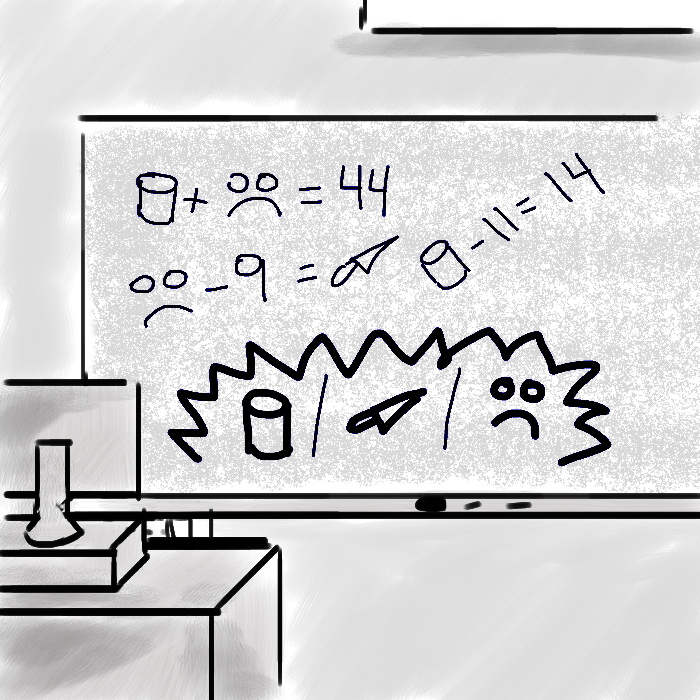 + = 44
- 11 = 14
- 9 =
/ /